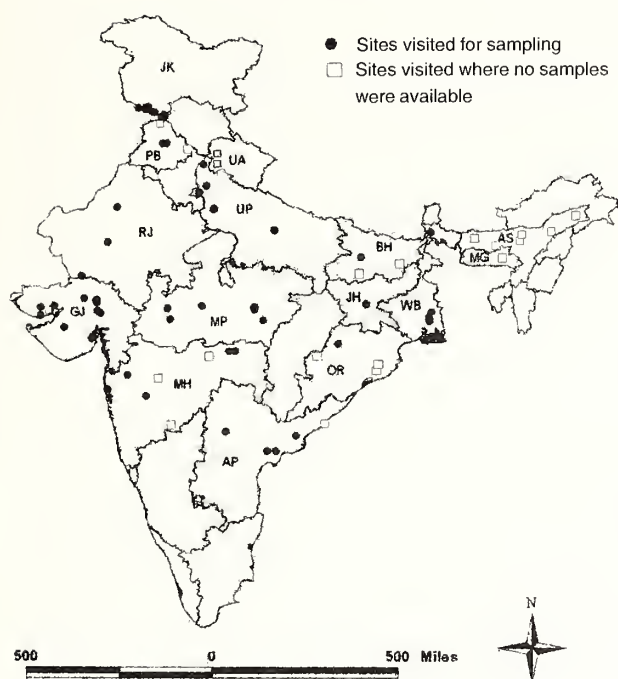 ● Sites visited for sampling
□ Sites visited where no samples
were available
JK
PB
UA
RJ
UP
BH
AS
MG
GJ
MP
JH
WB
OR
MH
AP
N
500 0 500 Miles